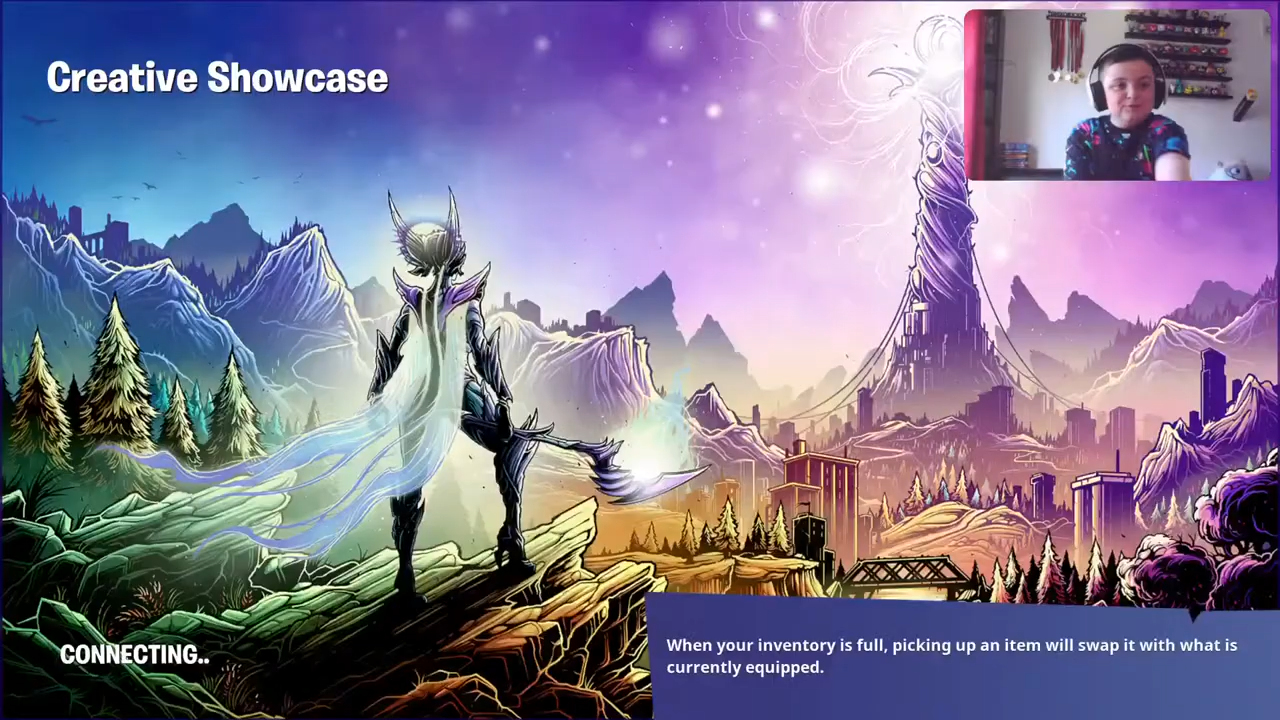 Creative Showcase
CONNECTING..
When your inventory is full, picking up an item will swap it with what is
currently equipped.